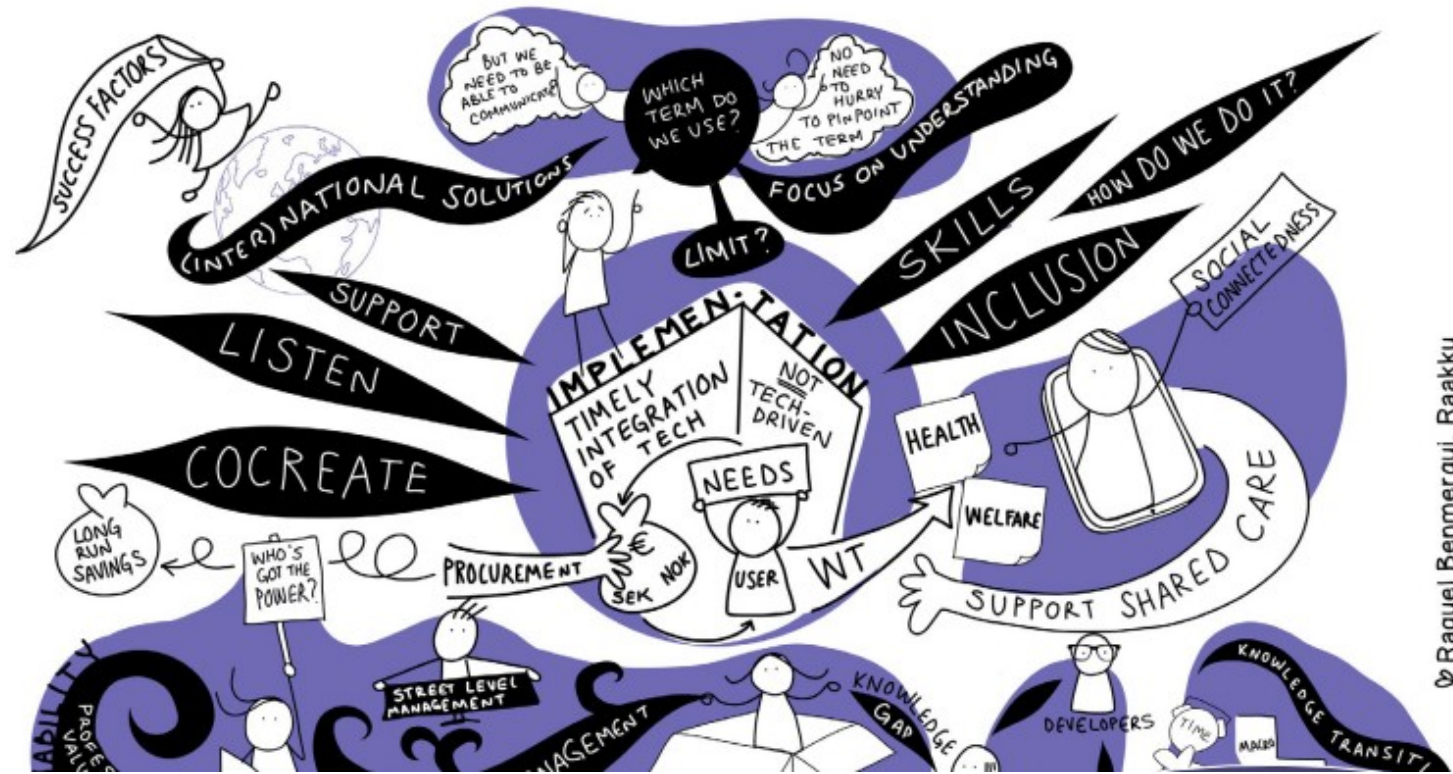 SUCCESS FACTORS
BUT WE
NEED TO BE
ABLE TO
COMMUNICATE
WHICH
TERM DO
WE USE?
NO
NEED
TO
HURRY
TO PINPOINT
THE TERM
FOCUS ON UNDERSTANDING
HOW DO WE DO IT?
(INTER)NATIONAL SOLUTIONS
LIMIT?
SKILLS
INCLUSION
SOCIAL
CONNECTEDNESS
SUPPORT
LISTEN
COCREATE
IMPLEMEN-TATION
TIMELY
INTEGRATION
OF TECH
NOT
TECH-
DRIVEN
NEEDS
HEALTH
WELFARE
LONG
RUN
SAVINGS
WHO'S
GOT THE
POWER?
PROCUREMENT
€
SEK
NOK
USER
WT
SUPPORT SHARED CARE
STREET LEVEL
MANAGEMENT
KNOWLEDGE
GAP
DEVELOPERS
TIME
MACRO
KNOWLEDGE
Raquel Benmergui